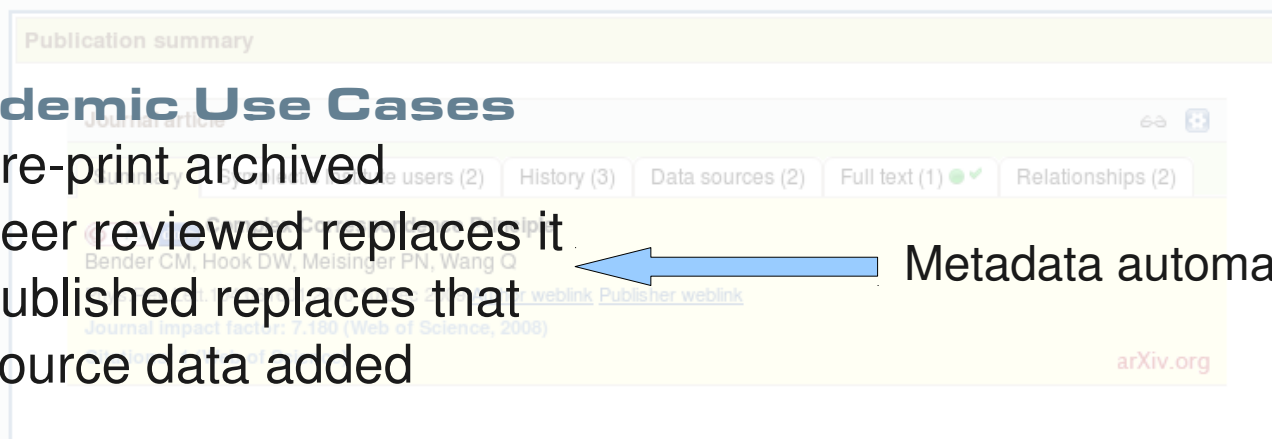 Publication summary
demic Use Cases
Journal article
re-print archived
Summary users (2) History (3) Data sources (2) Full text (1) Relationships (2)
eer reviewed replaces it
Bender CM, Hook DW, Meisinger PN, Wang Q
Metadata automa
ublished replaces that
weblink Publisher weblink
Journal impact factor: 7.180 (Web of Science, 2008)
ource data added
arXiv.org